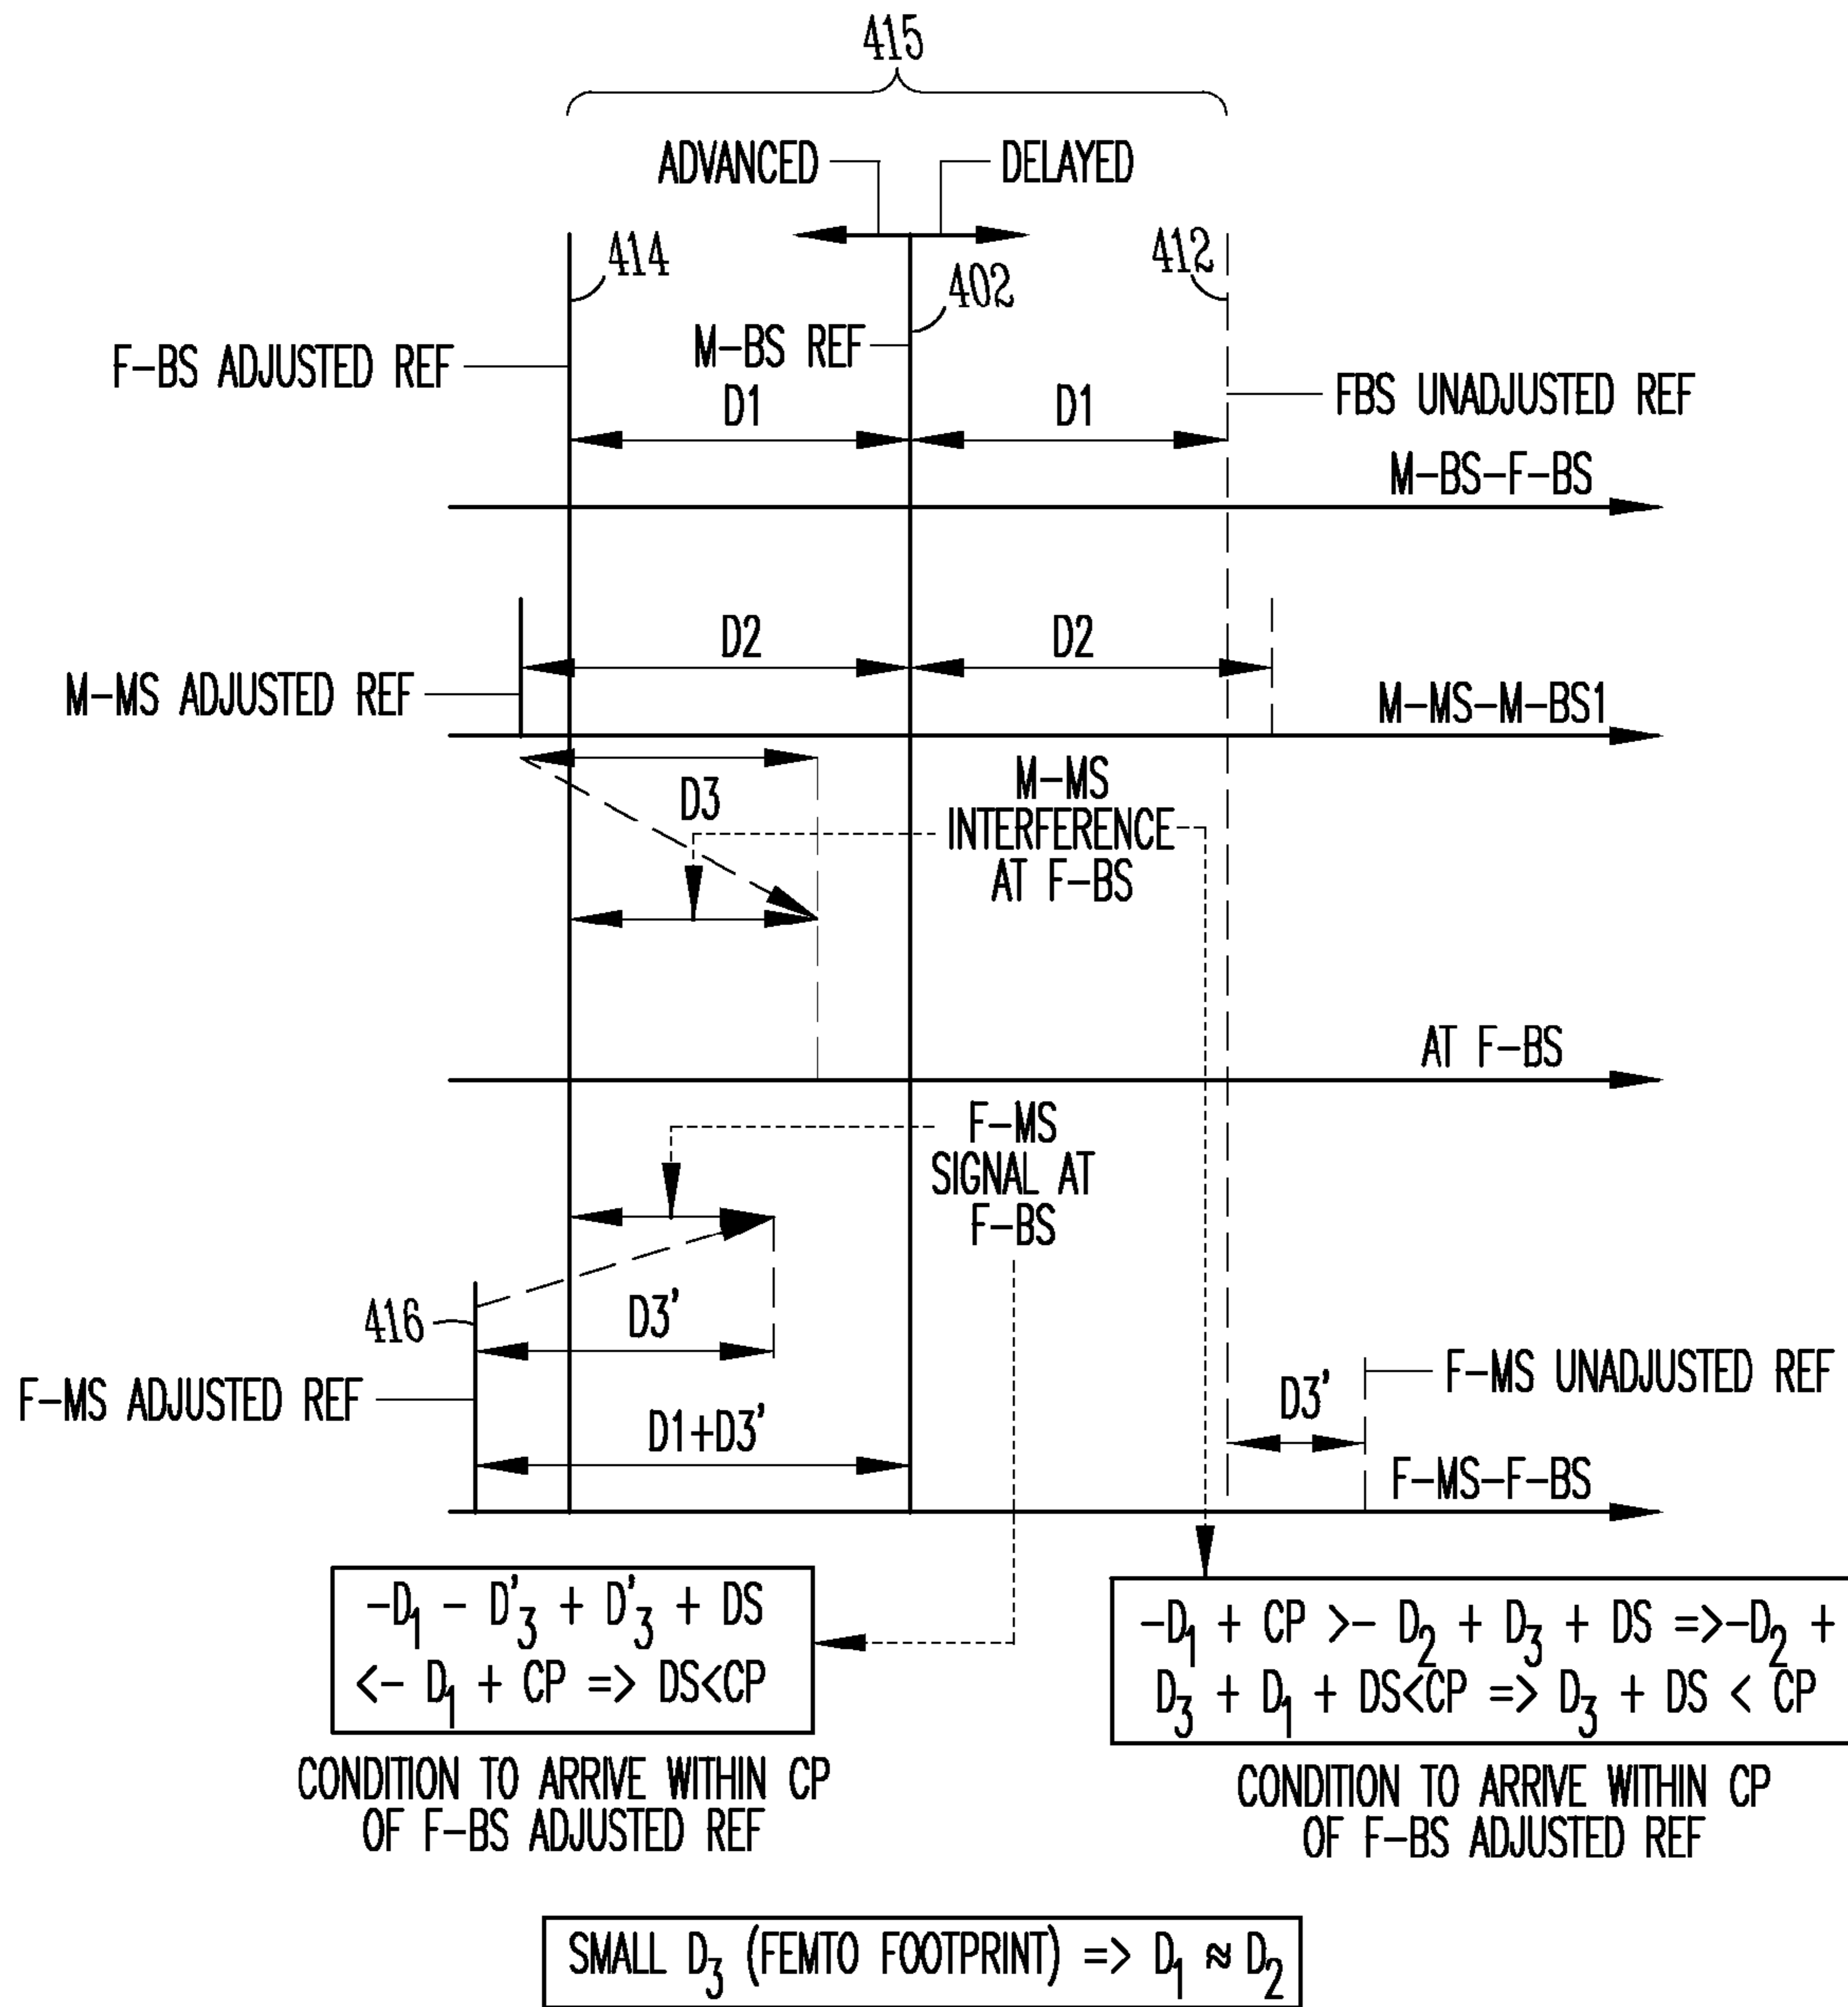 415
ADVANCED
DELAYED
414
402
412
F-BS ADJUSTED REF
M-BS REF
FBS UNADJUSTED REF
D1
D1
M-BS-F-BS
D2
D2
M-MS ADJUSTED REF
M-MS-M-BS1
D3
M-MS
INTERFERENCE
AT F-BS
AT F-BS
F-MS
SIGNAL AT
F-BS
416
D3'
F-MS ADJUSTED REF
F-MS UNADJUSTED REF
D3'
D1+D3'
F-MS-F-BS
-D1 - D'3 + D'3 + DS
<- D1 + CP => DS<CP
CONDITION TO ARRIVE WITHIN CP
OF F-BS ADJUSTED REF
-D1 + CP >- D2 + D3 + DS =>-D2 +
D3 + D1 + DS<CP => D3 + DS < CP
CONDITION TO ARRIVE WITHIN CP
OF F-BS ADJUSTED REF
SMALL D3 (FEMTO FOOTPRINT) => D1 ≈ D2